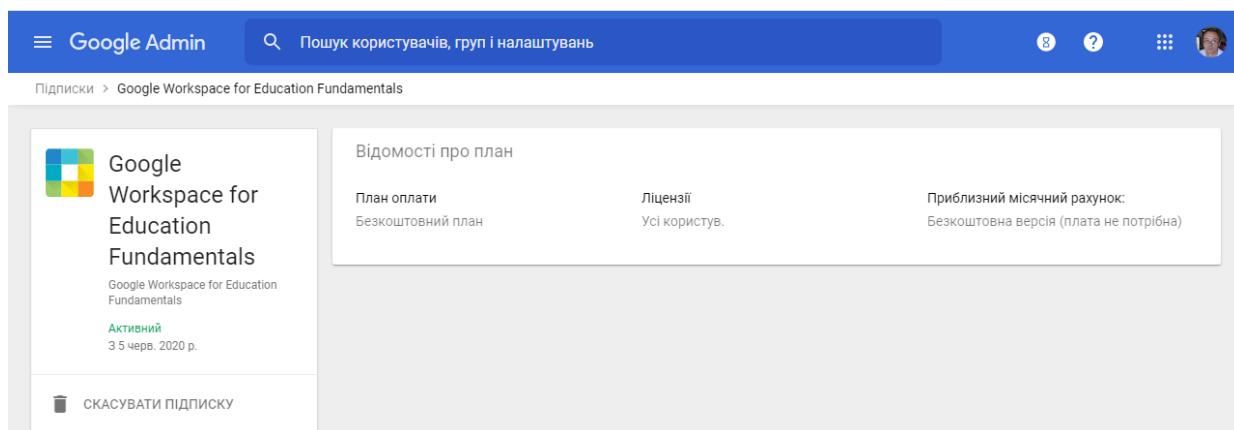 Google Admin
Пошук користувачів, груп і налаштувань
8
?
Підписки > Google Workspace for Education Fundamentals
Google
Workspace for
Education
Fundamentals
Google Workspace for Education
Fundamentals
Активний
З 5 черв. 2020 р.
СКАСУВАТИ ПІДПИСКУ
Відомості про план
План оплати
Безкоштовний план
Ліцензії
Усі користув.
Приблизний місячний рахунок:
Безкоштовна версія (плата не потрібна)